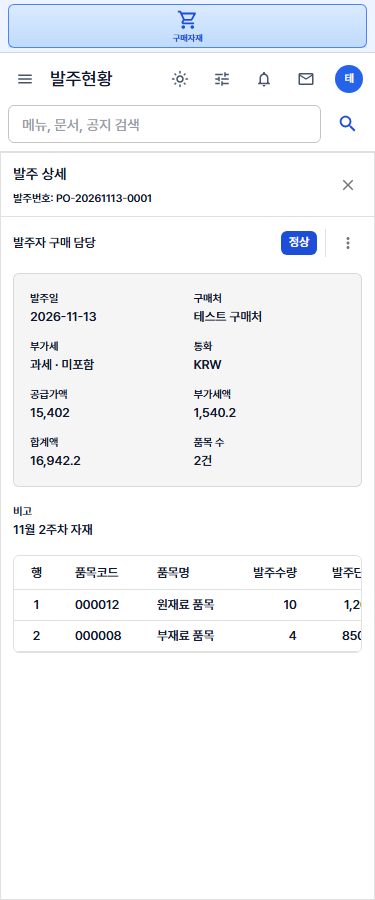 구매자재
발주현황
테
메뉴, 문서, 공지 검색
발주 상세
발주번호: PO-20261113-0001
발주자 구매 담당
정상
발주일 구매처
2026-11-13 테스트 구매처
부가세 통화
과세 · 미포함 KRW
공급가액 부가세액
15,402 1,540.2
합계액 품목 수
16,942.2 2건
비고
11월 2주차 자재
행 품목코드 품목명 발주수량
1 000012 원재료 품목 10
2 000008 부재료 품목 4